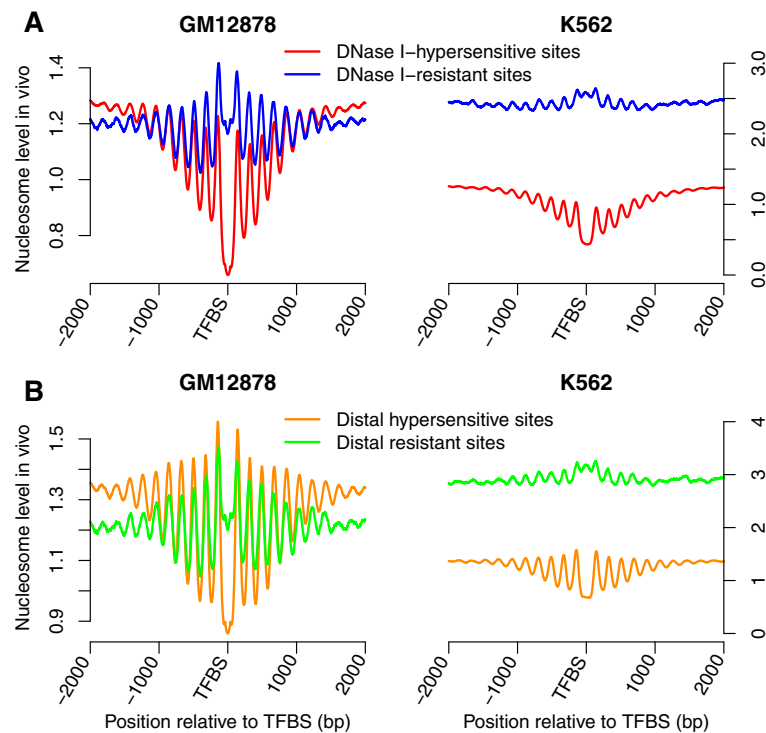 A
GM12878
K562
DNase I−hypersensitive sites
DNase I−resistant sites
Nucleosome level in vivo
1.4
1.2
1.0
0.8
3.0
2.0
1.0
0.0
−2000
−1000
TFBS
1000
2000
−2000
−1000
TFBS
1000
2000
B
GM12878
K562
Distal hypersensitive sites
Distal resistant sites
Nucleosome level in vivo
1.5
1.3
1.1
0.9
4
3
2
1
0
−2000
−1000
TFBS
1000
2000
−2000
−1000
TFBS
1000
2000
Position relative to TFBS (bp)
Position relative to TFBS (bp)